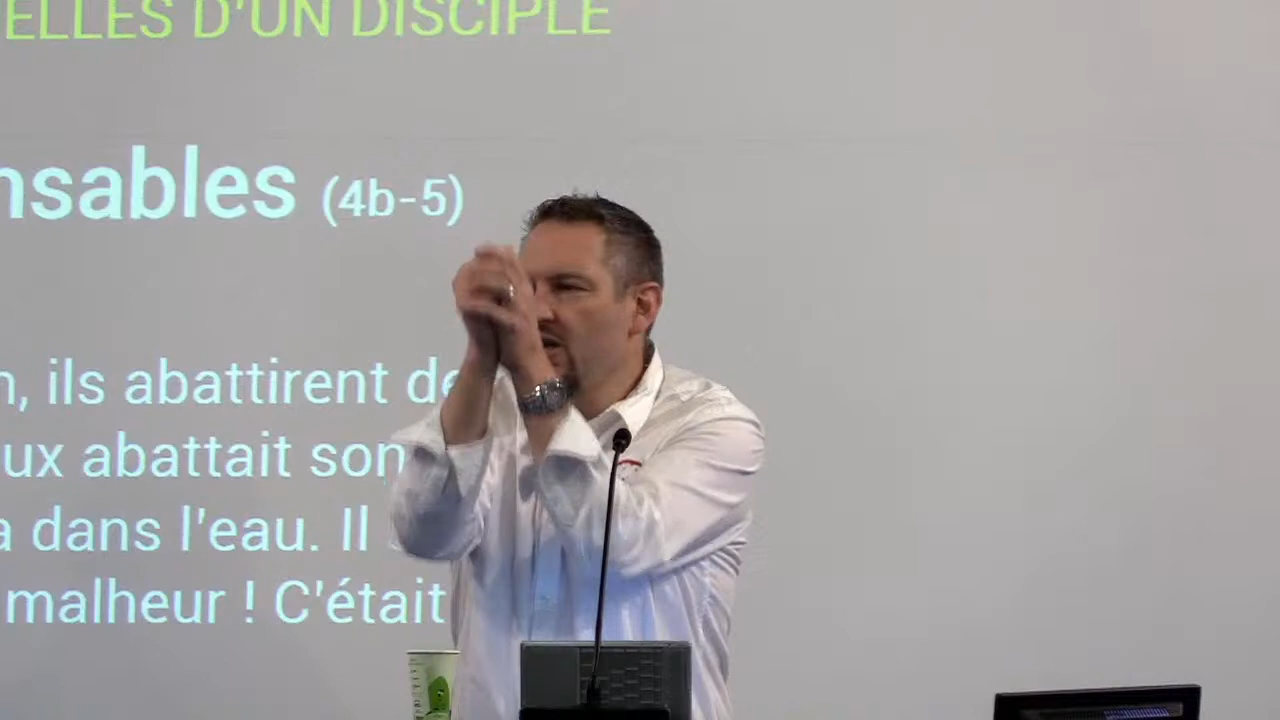 ELLES D'UN DISCIPLE
nsables (4b-5)
n, ils abattirent de
ux abattait son
a dans l'eau. Il
malheur ! C'était